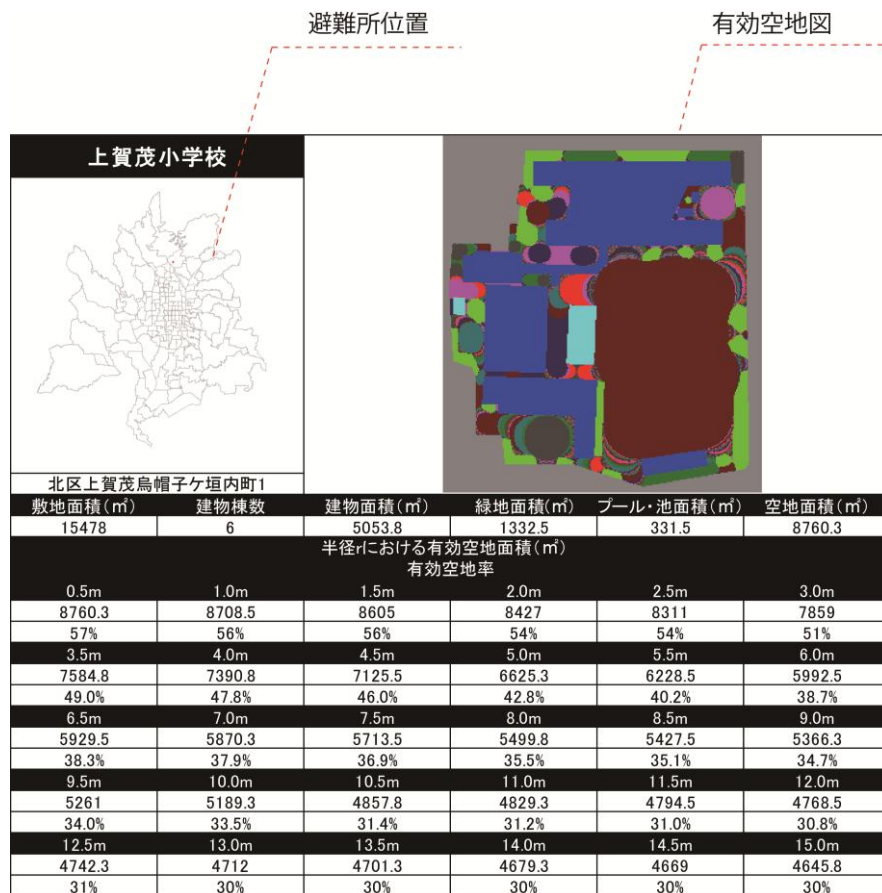 避難所位置 有効空地図
上賀茂小学校
北区上賀茂烏帽子ケ垣内町1
敷地面積(㎡) 建物棟数 建物面積(㎡) 緑地面積(㎡) プール・池面積(㎡) 空地面積(㎡)
15478 6 5053.8 1332.5 331.5 8760.3
半径rにおける有効空地面積(㎡)
有効空地率
0.5m 1.0m 1.5m 2.0m 2.5m 3.0m
8760.3 8708.5 8605 8427 8311 7859
57% 56% 56% 54% 54% 51%
3.5m 4.0m 4.5m 5.0m 5.5m 6.0m
7584.8 7390.8 7125.5 6625.3 6228.5 5992.5
49.0% 47.8% 46.0% 42.8% 40.2% 38.7%
6.5m 7.0m 7.5m 8.0m 8.5m 9.0m
5929.5 5870.3 5713.5 5499.8 5427.5 5366.3
38.3% 37.9% 36.9% 35.5% 35.1% 34.7%
9.5m 10.0m 10.5m 11.0m 11.5m 12.0m
5261 5189.3 4857.8 4829.3 4794.5 4768.5
34.0% 33.5% 31.4% 31.2% 31.0% 30.8%
12.5m 13.0m 13.5m 14.0m 14.5m 15.0m
4742.3 4712 4701.3 4679.3 4669 4645.8
31% 30% 30% 30% 30% 30%